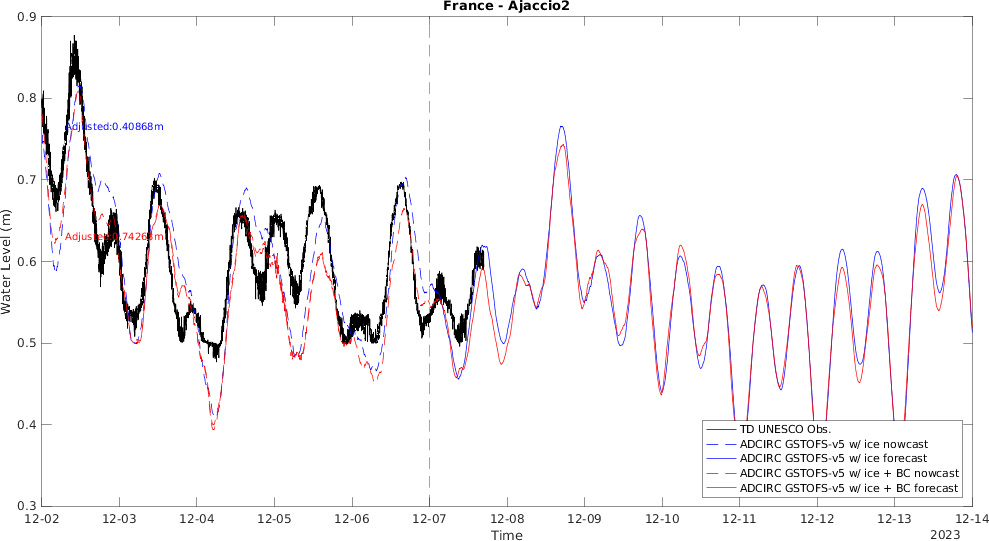 France - Ajaccio2
0.9
0.8
0.7
0.6
0.5
0.4
0.3
Water Level (m)
Adjusted:0.40868m
TD UNESCO Obs.
ADCIRC GSTOFS-v5 w/ ice nowcast
ADCIRC GSTOFS-v5 w/ ice forecast
ADCIRC GSTOFS-v5 w/ ice + BC nowcast
ADCIRC GSTOFS-v5 w/ ice + BC forecast
12-02 12-03 12-04 12-05 12-06 12-07 12-08 12-09 12-10 12-11 12-12 12-13 12-14
Time
2023